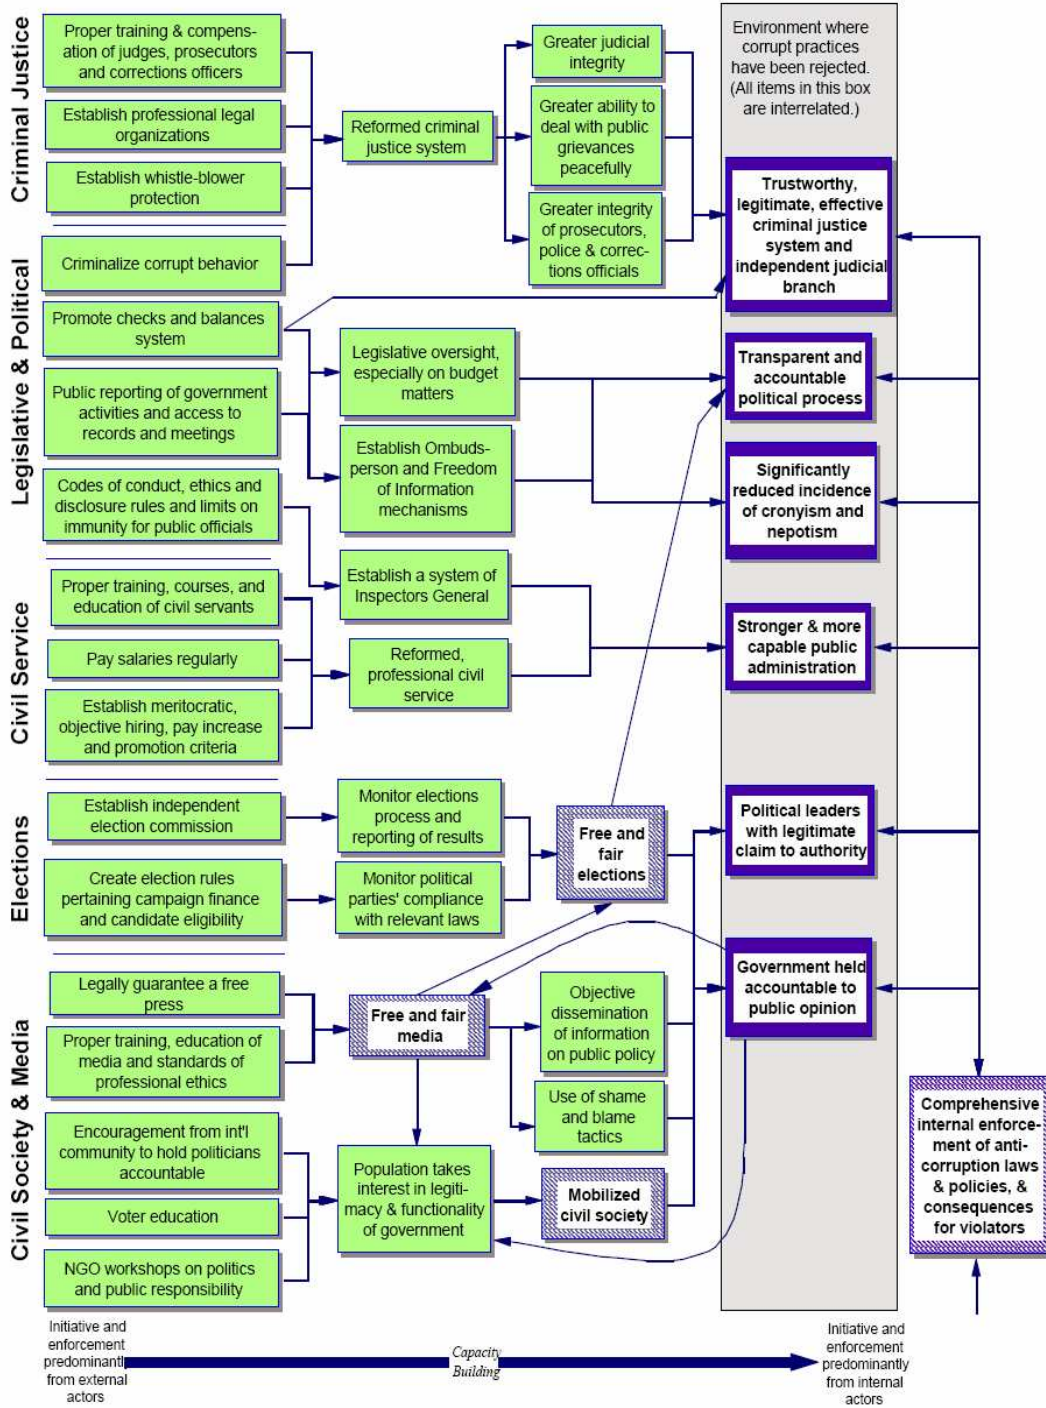 Criminal Justice
Proper training & compens-
ation of judges, prosecutors
and corrections officers
Establish professional legal
organizations
Establish whistle-blower
protection
Reformed criminal
justice system
Greater judicial
integrity
Greater ability to
deal with public
grievances
peacefully
Greater integrity
of prosecutors,
police & correc-
tions officials
Environment where
corrupt practices
have been rejected.
(All items in this box
are interrelated.)
Trustworthy,
legitimate, effective
criminal justice
system and
independent judicial
branch
Legislative & Political
Criminalize corrupt behavior
Promote checks and balances
system
Public reporting of government
activities and access to
records and meetings
Codes of conduct, ethics and
disclosure rules and limits on
immunity for public officials
Legislative oversight,
especially on budget
matters
Establish Ombuds-
person and Freedom
of Information
mechanisms
Establish a system of
Inspectors General
Transparent and
accountable
political process
Significantly
reduced incidence
of cronyism and
nepotism
Civil Service
Proper training, courses, and
education of civil servants
Pay salaries regularly
Establish meritocratic,
objective hiring, pay increase
and promotion criteria
Reformed,
professional civil
service
Stronger & more
capable public
administration
Elections
Establish independent
election commission
Create election rules
pertaining campaign finance
and candidate eligibility
Monitor elections
process and
reporting of results
Monitor political
parties' compliance
with relevant laws
Free and
fair
elections
Political leaders
with legitimate
claim to authority
Civil Society & Media
Legally guarantee a free
press
Proper training, education of
media and standards of
professional ethics
Encouragement from int'l
community to hold politicians
accountable
Voter education
NGO workshops on politics
and public responsibility
Free and fair
media
Population takes
interest in legiti-
macy & functionality
of government
Objective
dissemination
of information
on public policy
Use of shame
and blame
tactics
Mobilized
civil society
Government held
accountable to
public opinion
Comprehensive
internal enforce-
ment of anti-
corruption laws
& policies, &
consequences
for violators
Initiative and
enforcement
predominantly
from external
actors
Capacity
Building
Initiative and
enforcement
predominantly
from internal
actors